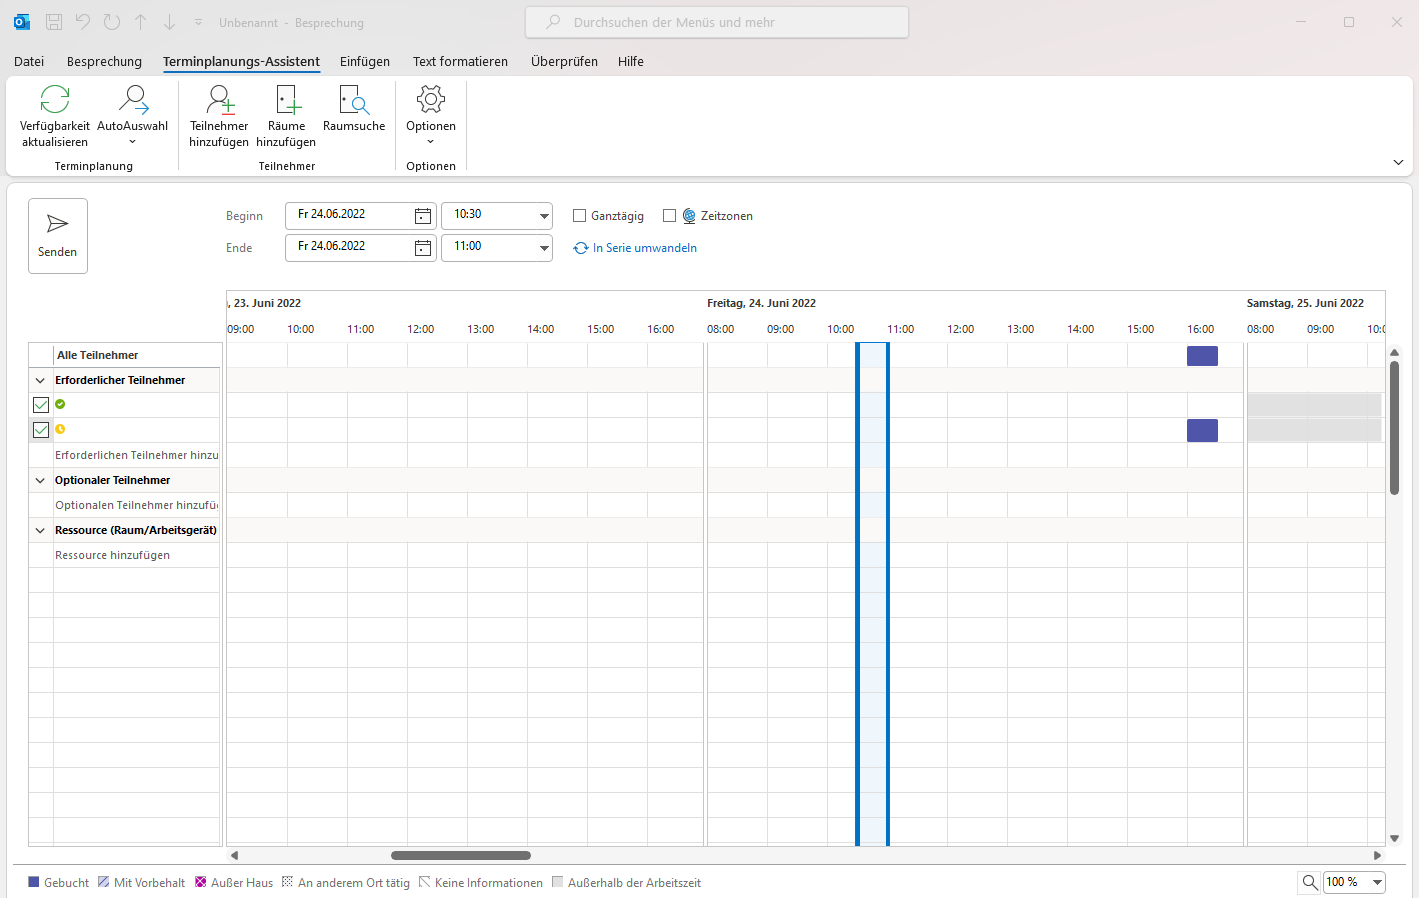 Unbenannt - Besprechung
Durchsuchen der Menüs und mehr
Datei Besprechung Terminplanungs-Assistent Einfügen Text formatieren Überprüfen Hilfe
Verfügbarkeit aktualisieren
AutoAuswahl
Teilnehmer hinzufügen
Räume hinzufügen
Raumsuche
Optionen
Terminplanung Teilnehmer Optionen
Senden
Beginn Fr 24.06.2022 10:30 Ganztägig Zeitzonen
Ende Fr 24.06.2022 11:00 In Serie umwandeln
, 23. Juni 2022 Freitag, 24. Juni 2022 Samstag, 25. Juni 2022
09:00 10:00 11:00 12:00 13:00 14:00 15:00 16:00 08:00 09:00 10:00 11:00 12:00 13:00 14:00 15:00 16:00 08:00 09:00 10:0
Alle Teilnehmer
Erforderlicher Teilnehmer
Erforderlichen Teilnehmer hinzu
Optionaler Teilnehmer
Optionalen Teilnehmer hinzufü
Ressource (Raum/Arbeitsgerät)
Ressource hinzufügen
Gebucht Mit Vorbehalt Außer Haus An anderem Ort tätig Keine Informationen Außerhalb der Arbeitszeit 100 %